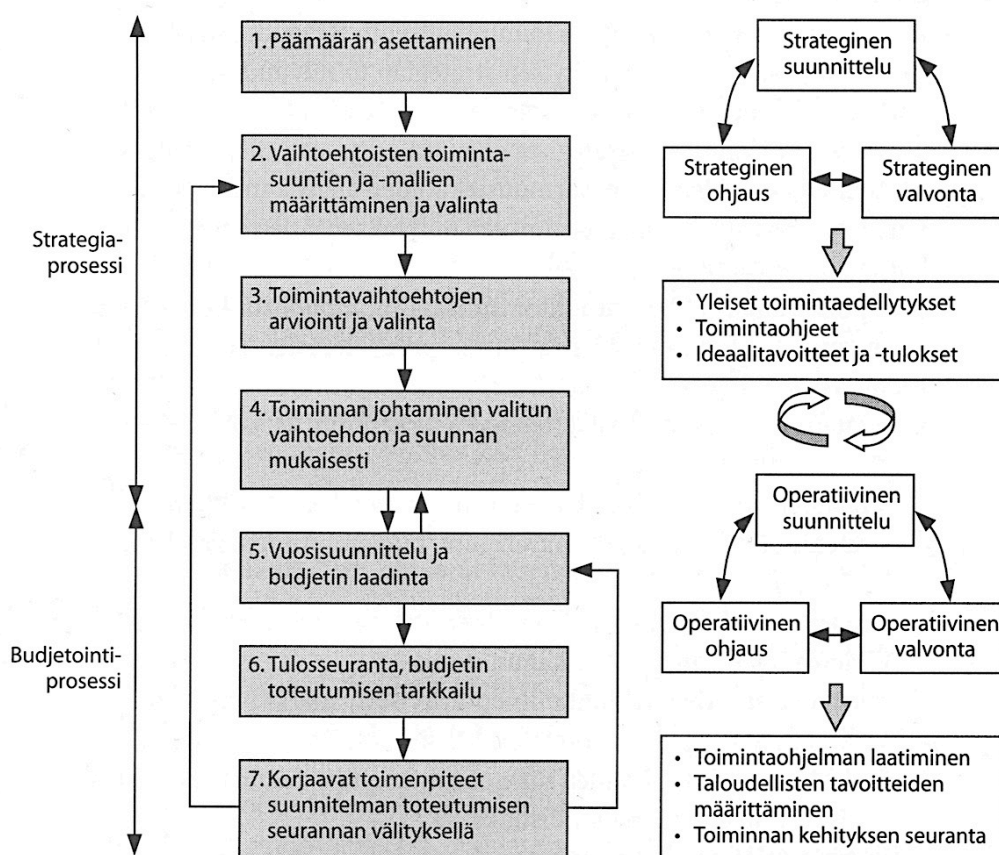 Strategia-
prosessi
Budjetointi-
prosessi
1. Päämäärän asettaminen
2. Vaihtoehtoisten toiminta-
suuntien ja -mallien
määrittäminen ja valinta
3. Toimintavaihtoehtojen
arviointi ja valinta
4. Toiminnan johtaminen valitun
vaihtoehdon ja suunnan
mukaisesti
5. Vuosisuunnittelu ja
budjetin laadinta
6. Tulosseuranta, budjetin
toteutumisen tarkkailu
7. Korjaavat toimenpiteet
suunnitelman toteutumisen
seurannan välityksellä
Strateginen
suunnittelu
Strateginen
ohjaus
Strateginen
valvonta
• Yleiset toimintaedellytykset
• Toimintaohjeet
• Ideaalitavoitteet ja -tulokset
Operatiivinen
suunnittelu
Operatiivinen
ohjaus
Operatiivinen
valvonta
• Toimintaohjelman laatiminen
• Taloudellisten tavoitteiden
määrittäminen
• Toiminnan kehityksen seuranta